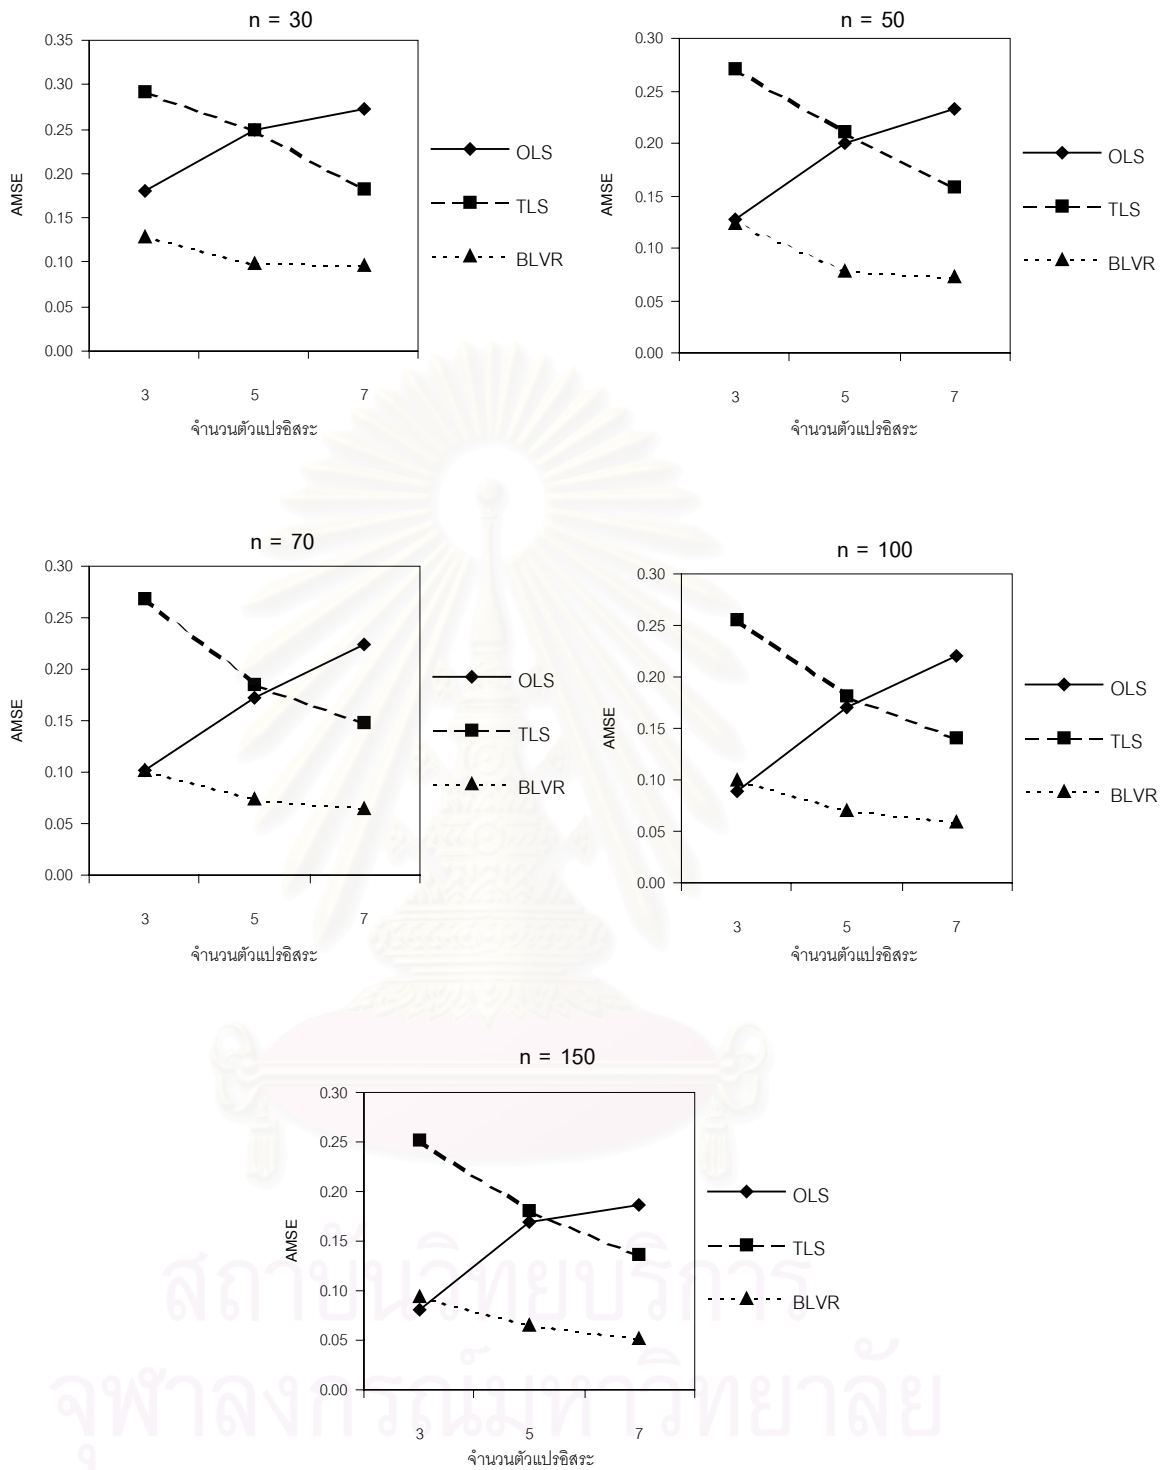 n = 30
0.35
0.30
0.25
0.20
0.15
0.10
0.05
0.00
AMSE
3 5 7
จำนวนตัวแปรอิสระ
OLS
TLS
BLVR
n = 50
0.30
0.25
0.20
0.15
0.10
0.05
0.00
AMSE
3 5 7
จำนวนตัวแปรอิสระ
OLS
TLS
BLVR
n = 70
0.30
0.25
0.20
0.15
0.10
0.05
0.00
AMSE
3 5 7
จำนวนตัวแปรอิสระ
OLS
TLS
BLVR
n = 100
0.30
0.25
0.20
0.15
0.10
0.05
0.00
AMSE
3 5 7
จำนวนตัวแปรอิสระ
OLS
TLS
BLVR
n = 150
0.30
0.25
0.20
0.15
0.10
0.05
0.00
AMSE
3 5 7
จำนวนตัวแปรอิสระ
OLS
TLS
BLVR
สถาบันวิทยบริการ
จุฬาลงกรณ์มหาวิทยาลัย